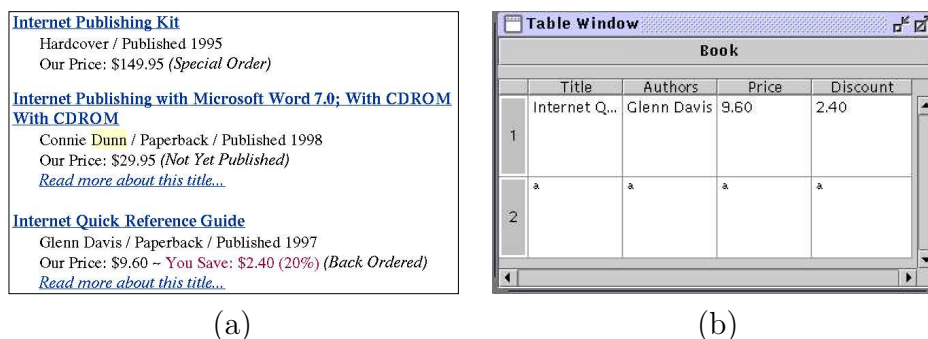 Internet Publishing Kit
Hardcover / Published 1995
Our Price: $149.95 (Special Order)
Internet Publishing with Microsoft Word 7.0; With CDROM
With CDROM
Connie Dunn / Paperback / Published 1998
Our Price: $29.95 (Not Yet Published)
Read more about this title...
Internet Quick Reference Guide
Glenn Davis / Paperback / Published 1997
Our Price: $9.60 ~ You Save: $2.40 (20%) (Back Ordered)
Read more about this title...
(a)
Table Window
Book
Title Authors Price Discount
1 Internet Q... Glenn Davis 9.60 2.40
2 a a a a
(b)